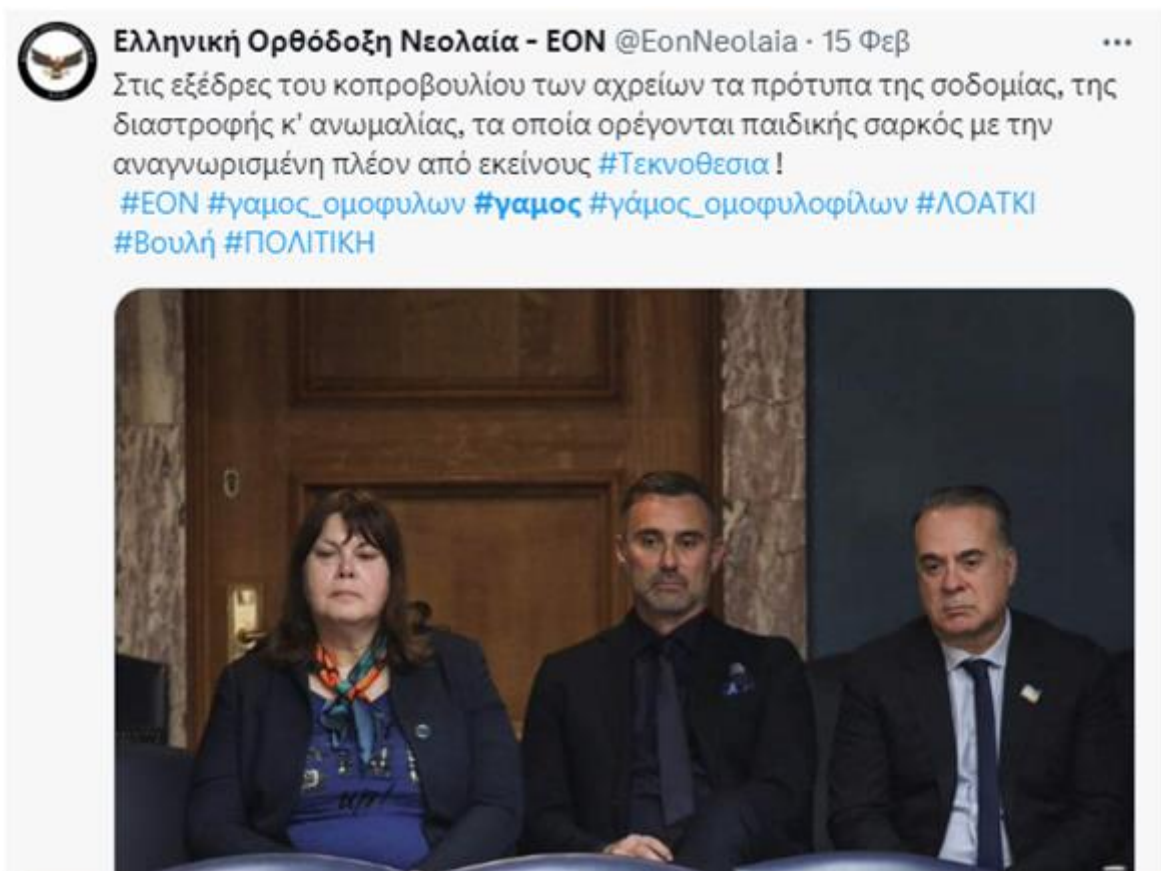 Ελληνική Ορθόδοξη Νεολαία - ΕΟΝ @EonNeolaia · 15 Φεβ
Στις εξέδρες του κοπροβουλίου των αχρείων τα πρότυπα της σοδομίας, της
διαστροφής κ' ανωμαλίας, τα οποία ορέγονται παιδικής σαρκός με την
αναγνωρισμένη πλέον από εκείνους #Τεκνοθεσια !
#ΕΟΝ #γαμος_ομοφυλων #γαμος #γάμος_ομοφυλοφίλων #ΛΟΑΤΚΙ
#Βουλή #ΠΟΛΙΤΙΚΗ